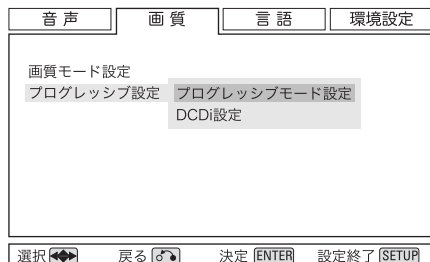 音声 画質 言語 環境設定
画質モード設定
プログレッシブ設定 プログレッシブモード設定
DCDi設定
選択 戻る 決定 ENTER 設定終了 SETUP